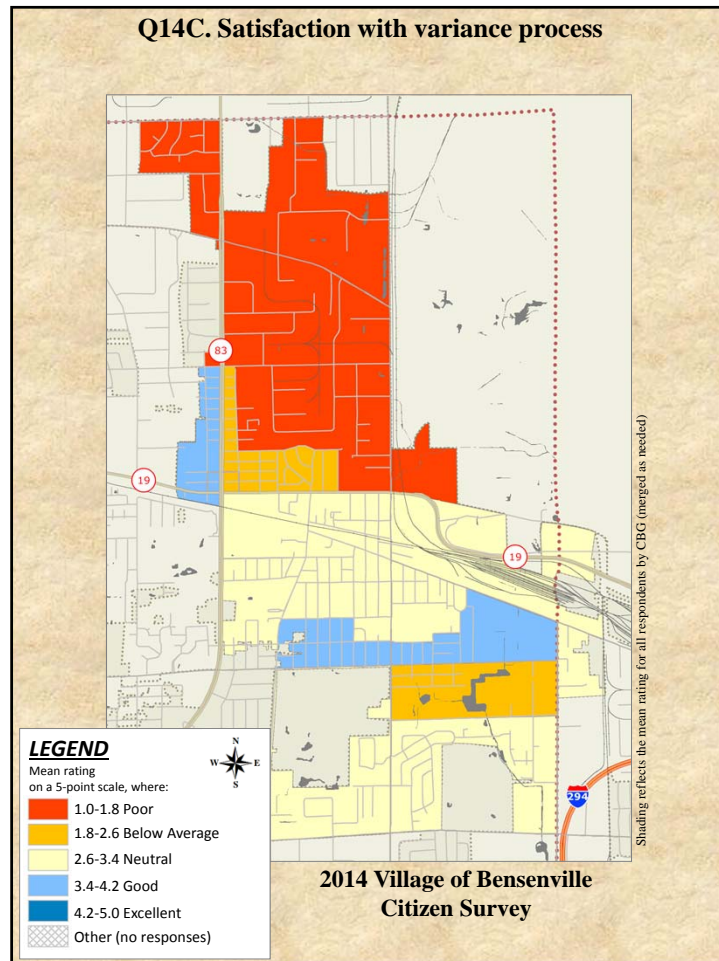 Q14C. Satisfaction with variance process
83
19
19
294
Shading reflects the mean rating for all respondents by CBG (merged as needed)
LEGEND
Mean rating
on a 5-point scale, where:
N
W E
S
1.0-1.8 Poor
1.8-2.6 Below Average
2.6-3.4 Neutral
3.4-4.2 Good
4.2-5.0 Excellent
Other (no responses)
2014 Village of Bensenville
Citizen Survey